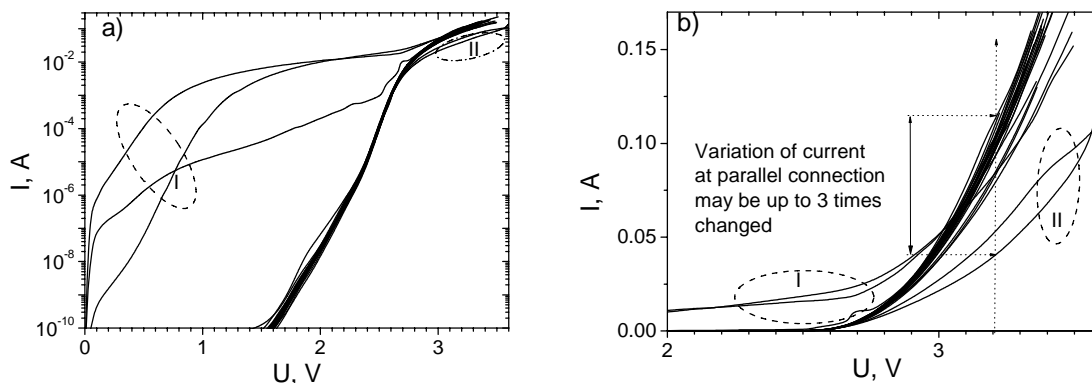 a)
10^-2
10^-4
10^-6
10^-8
10^-10
I, A
I
II
0 1 2 3
U, V
b)
0.15
0.10
0.05
0.00
I, A
Variation of current
at parallel connection
may be up to 3 times
changed
I
II
2 3
U, V